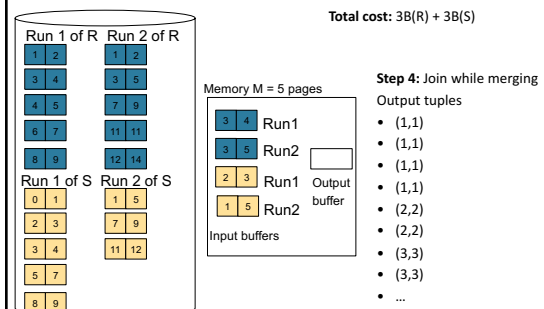 Total cost: 3B(R) + 3B(S)
Run 1 of R Run 2 of R
1 2 1 2
3 4 3 5
4 5 7 9
6 7 11 11
8 9 12 14
Run 1 of S Run 2 of S
0 1 1 5
2 3 7 9
3 4 11 12
5 7
8 9
Memory M = 5 pages
3 4 Run1
3 5 Run2
2 3 Run1
1 5 Run2
Output
buffer
Input buffers
Step 4: Join while merging
Output tuples
• (1,1)
• (1,1)
• (1,1)
• (1,1)
• (2,2)
• (2,2)
• (3,3)
• (3,3)
• ...